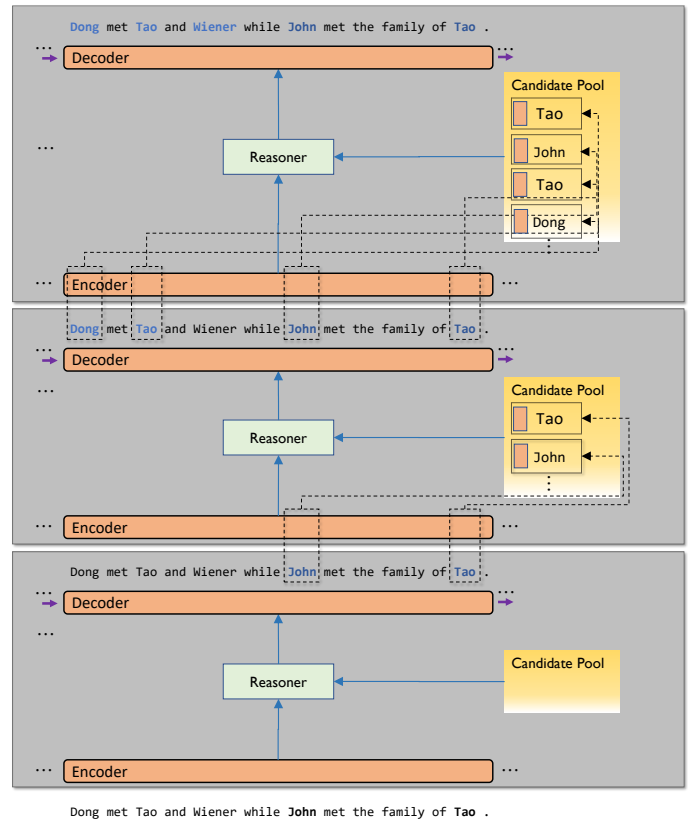 Dong met Tao and Wiener while John met the family of Tao .
... ...
Decoder
Candidate Pool
Tao
... Reasoner John
Tao
Dong
⋮
... Encoder ...
Dong met Tao and Wiener while John met the family of Tao .
... ...
Decoder
...
Candidate Pool
Tao
Reasoner
John
⋮
... Encoder ...
Dong met Tao and Wiener while John met the family of Tao .
... ...
Decoder
...
Candidate Pool
Reasoner
... Encoder ...
Dong met Tao and Wiener while John met the family of Tao .